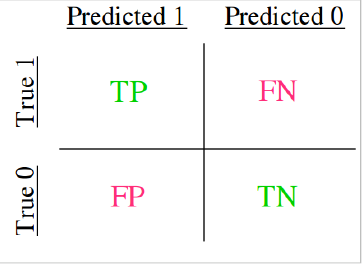 Predicted 1 Predicted 0
True 1 TP FN
True 0 FP TN